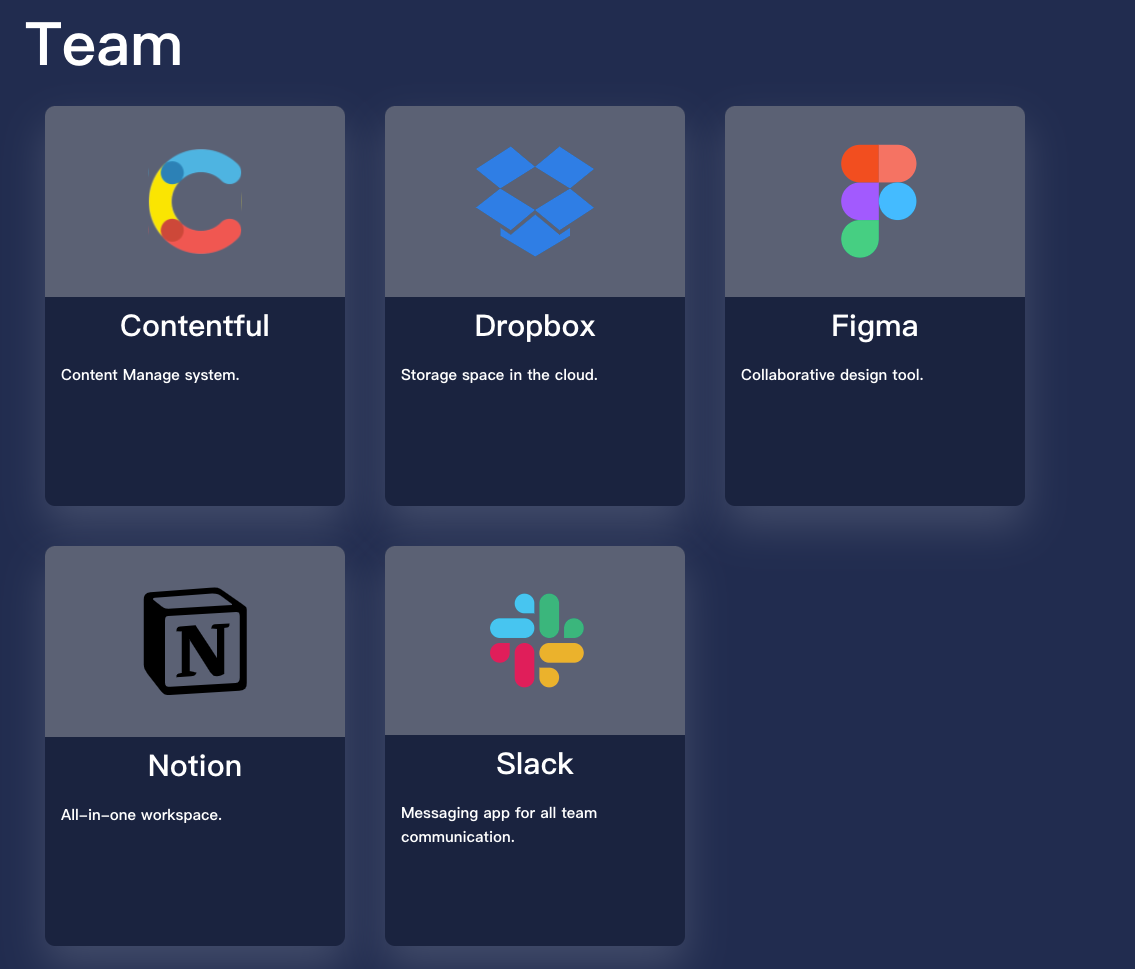 Team
Contentful
Content Manage system.
Dropbox
Storage space in the cloud.
Figma
Collaborative design tool.
N
Notion
All-in-one workspace.
Slack
Messaging app for all team
communication.